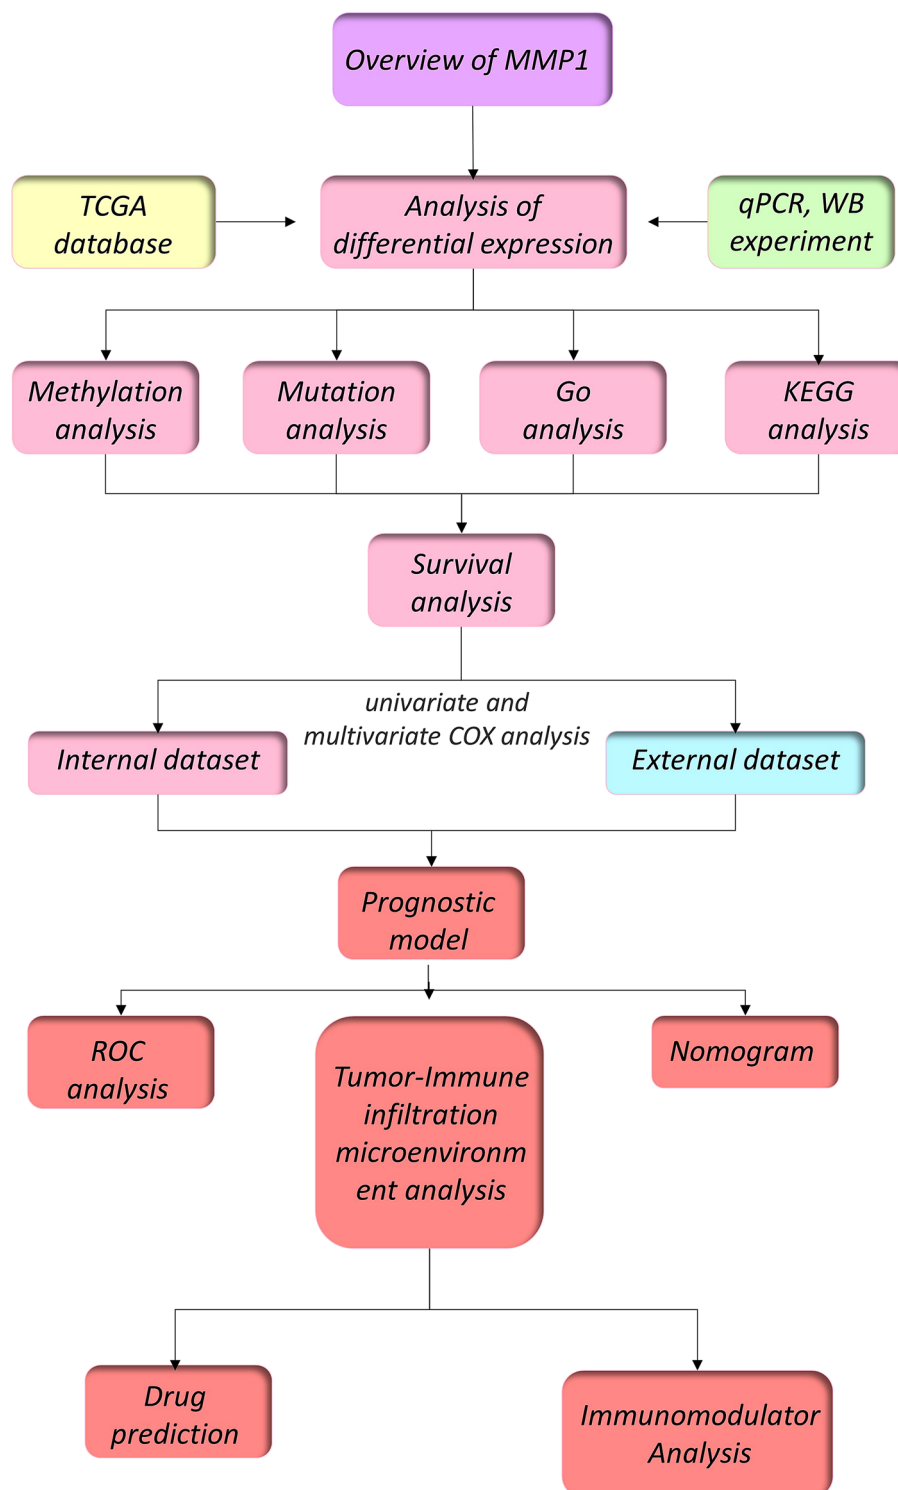 Overview of MMP1
TCGA
database
Analysis of
differential expression
qPCR, WB
experiment
Methylation
analysis
Mutation
analysis
Go
analysis
KEGG
analysis
Survival
analysis
univariate and
multivariate COX analysis
Internal dataset
External dataset
Prognostic
model
ROC
analysis
Tumor-Immune
infiltration
microenvironm
ent analysis
Nomogram
Drug
prediction
Immunomodulator
Analysis